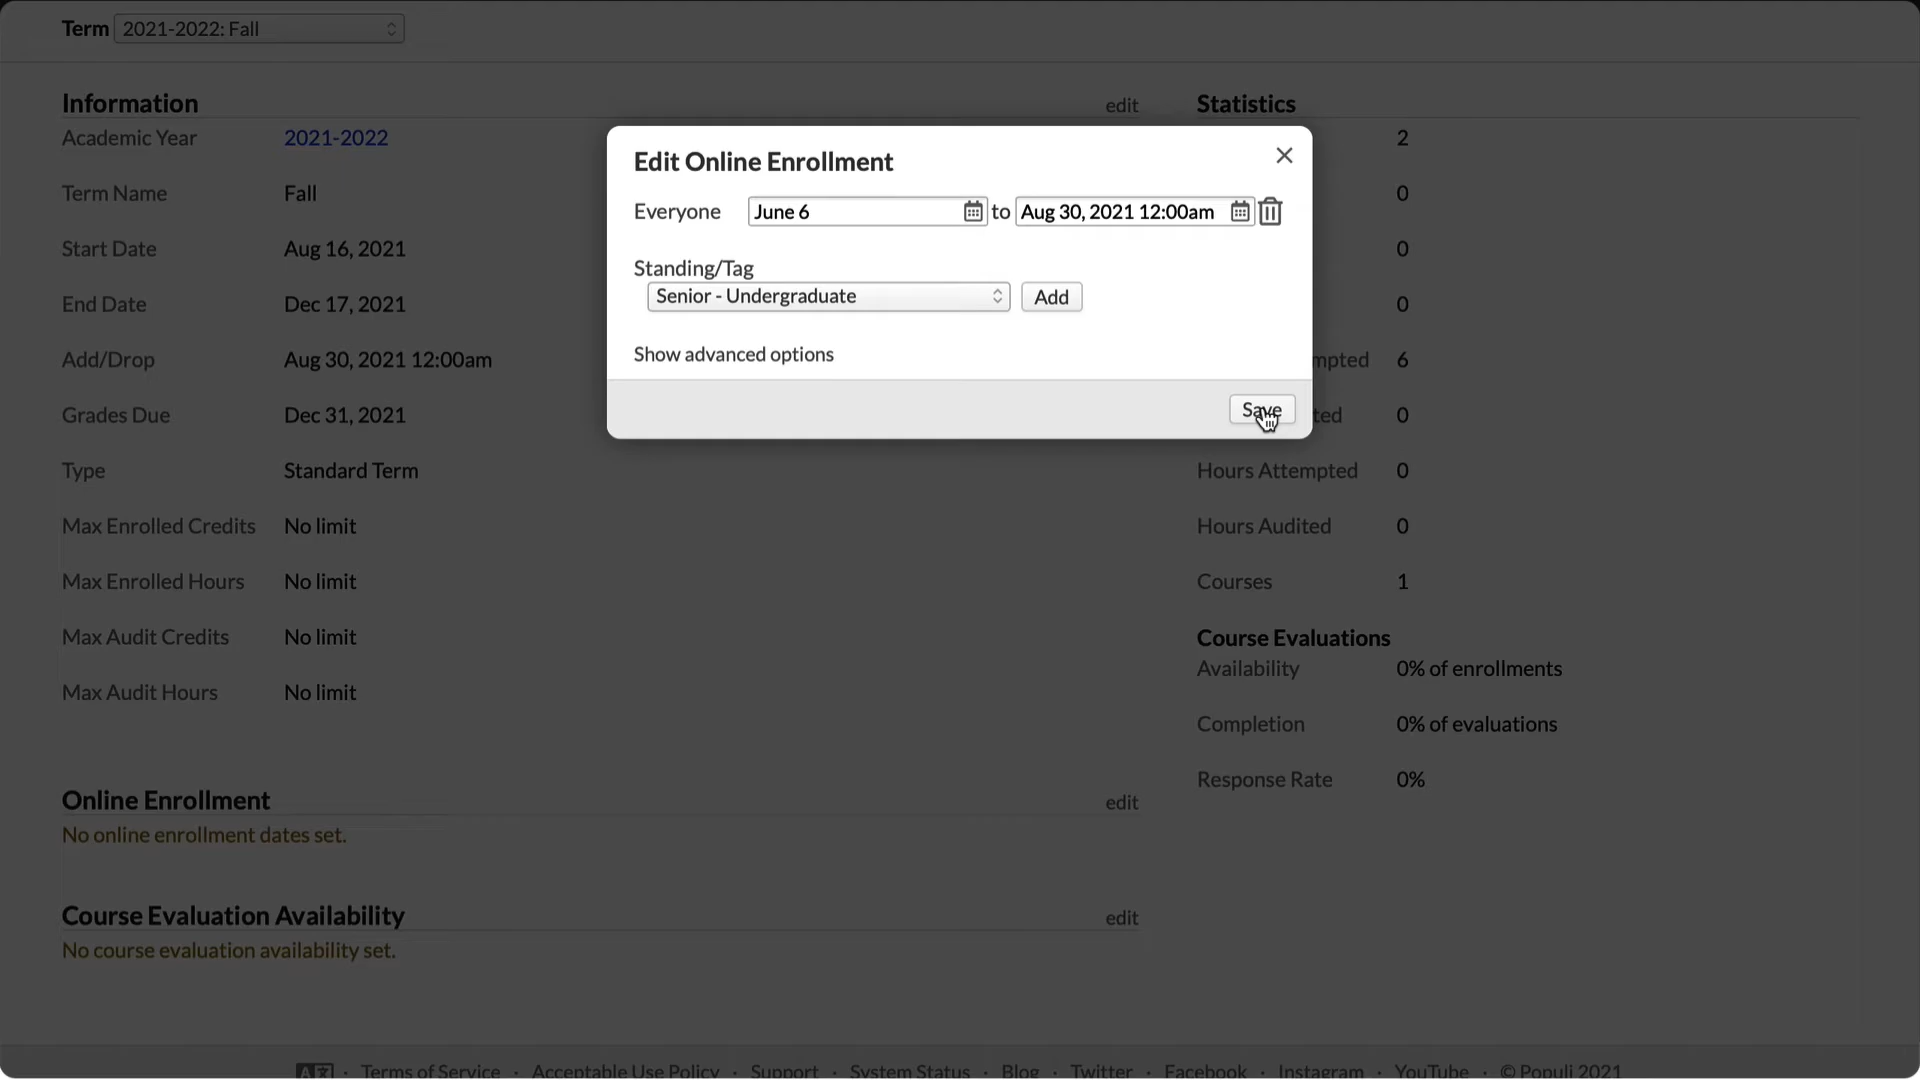 Term 2021-2022: Fall
Information edit
Academic Year 2021-2022
Term Name Fall
Start Date Aug 16, 2021
End Date Dec 17, 2021
Add/Drop Aug 30, 2021 12:00am
Grades Due Dec 31, 2021
Type Standard Term
Max Enrolled Credits No limit
Max Enrolled Hours No limit
Max Audit Credits No limit
Max Audit Hours No limit
Online Enrollment edit
No online enrollment dates set.
Course Evaluation Availability edit
No course evaluation availability set.
Edit Online Enrollment
Everyone June 6 to Aug 30, 2021 12:00am
Standing/Tag
Senior - Undergraduate Add
Show advanced options
Save
Statistics
2
0
0
0
mpted 6
ted 0
Hours Attempted 0
Hours Audited 0
Courses 1
Course Evaluations
Availability 0% of enrollments
Completion 0% of evaluations
Response Rate 0%
Terms of Service · Acceptable Use Policy · Support · System Status · Blog · Twitter · Facebook · Instagram · YouTube · © Populi 2021